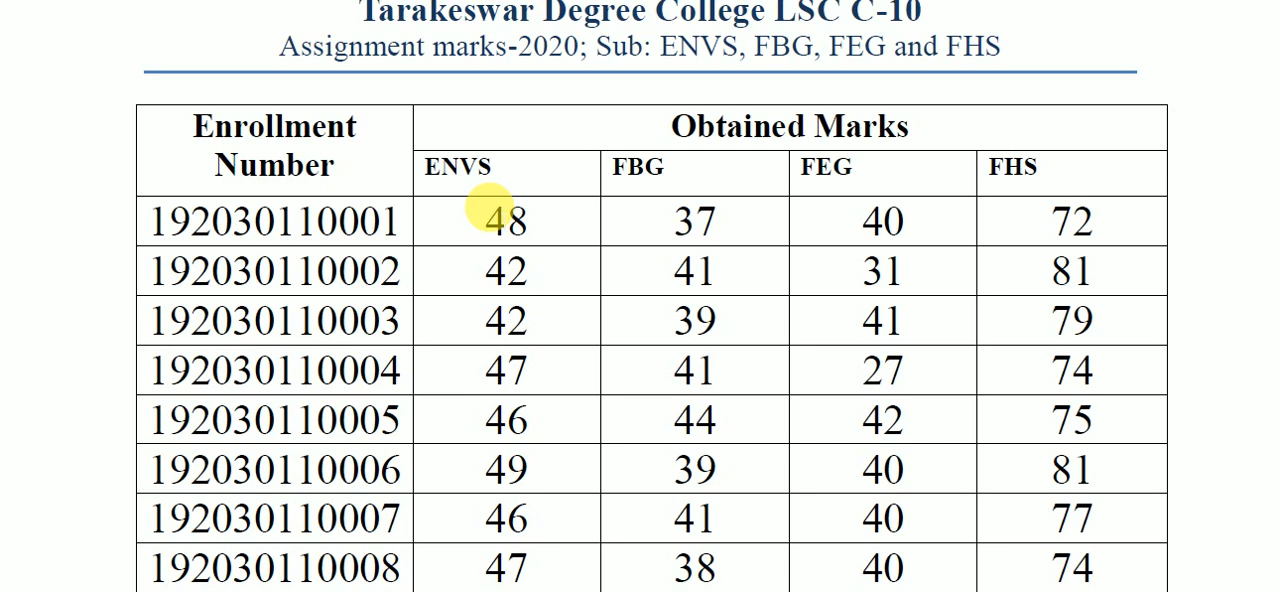 Tarakeswar Degree College LSC C-10
Assignment marks-2020; Sub: ENVS, FBG, FEG and FHS
Enrollment Number Obtained Marks
ENVS FBG FEG FHS
192030110001 48 37 40 72
192030110002 42 41 31 81
192030110003 42 39 41 79
192030110004 47 41 27 74
192030110005 46 44 42 75
192030110006 49 39 40 81
192030110007 46 41 40 77
192030110008 47 38 40 74